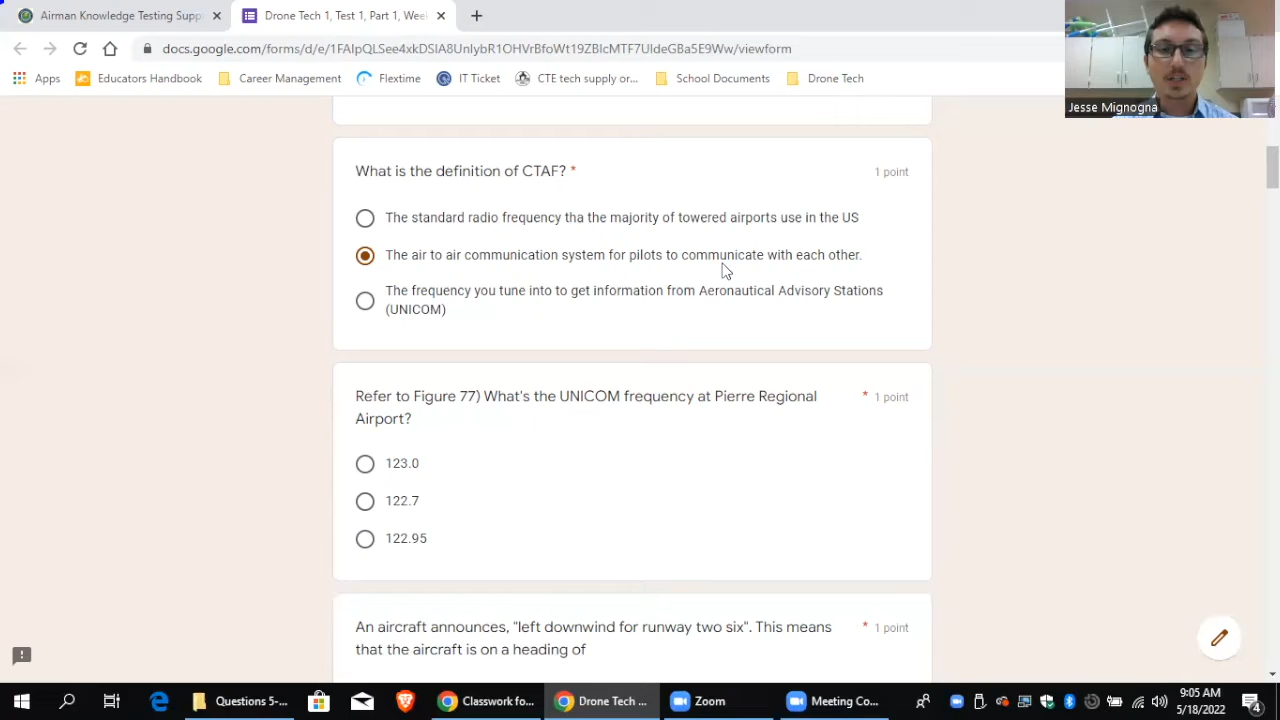 Airman Knowledge Testing Supp
Drone Tech 1, Test 1, Part 1, Wee
docs.google.com/forms/d/e/1FAIpQLSee4xkDSIA8UnlybR1OHVrBfoWt19ZBIcMTF7UIdeGBa5E9Ww/viewform
Apps
Educators Handbook
Career Management
Flextime
IT Ticket
CTE tech supply or...
School Documents
Drone Tech
Jesse Mignogna
What is the definition of CTAF? *
1 point
The standard radio frequency tha the majority of towered airports use in the US
The air to air communication system for pilots to communicate with each other.
The frequency you tune into to get information from Aeronautical Advisory Stations
(UNICOM)
Refer to Figure 77) What's the UNICOM frequency at Pierre Regional
Airport?
* 1 point
123.0
122.7
122.95
An aircraft announces, "left downwind for runway two six". This means
that the aircraft is on a heading of
* 1 point
Questions 5-...
Classwork fo...
Drone Tech ...
Zoom
Meeting Co...
9:05 AM
5/18/2022
4